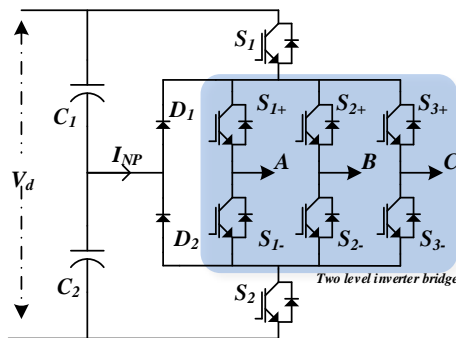 S1
S1+
S2+
S3+
D1
C1
INP
A
B
C
Vd
D2
S1-
S2-
S3-
C2
S2
Two level inverter bridge